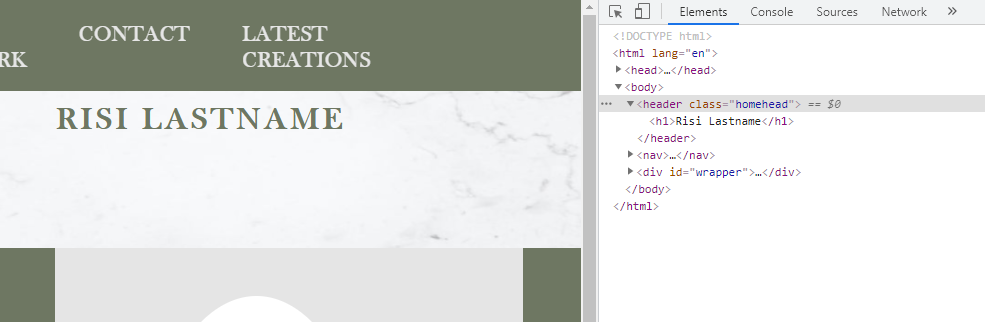 CONTACT
LATEST
CREATIONS
RK
RISI LASTNAME
Elements Console Sources Network »
<!DOCTYPE html>
<html lang="en">
<head>…</head>
<body>
<header class="homehead"> == $0
<h1>Risi Lastname</h1>
</header>
<nav>…</nav>
<div id="wrapper">…</div>
</body>
</html>